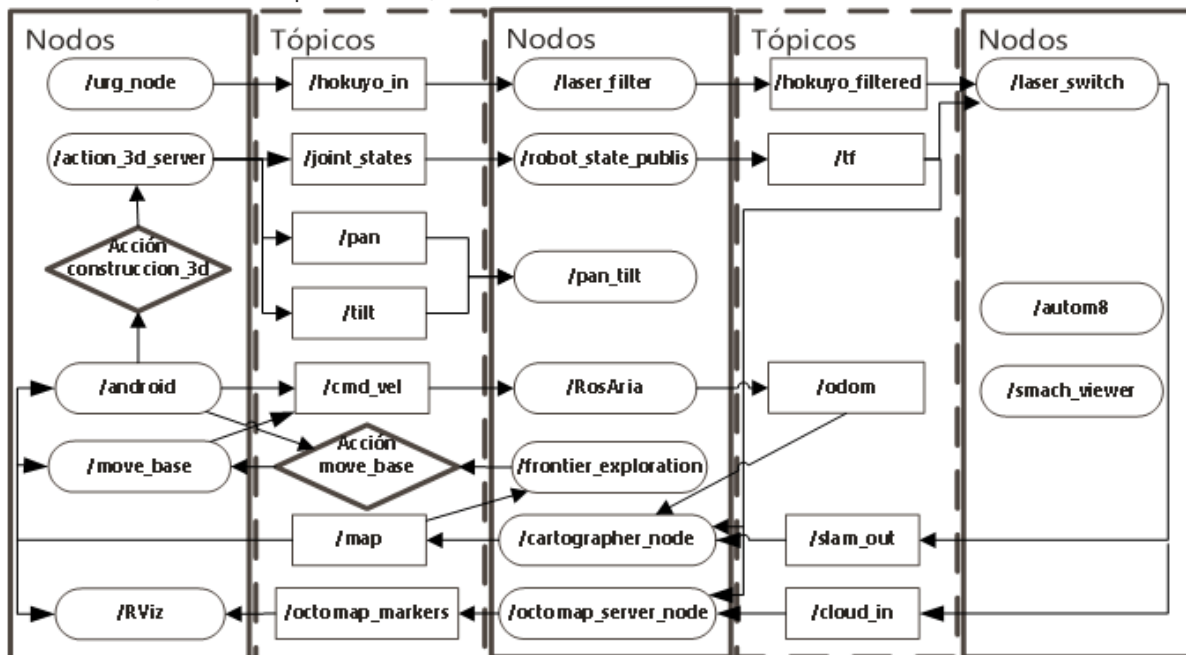 Nodos
Tópicos
Nodos
Tópicos
Nodos
/urg_node
/hokuyo_in
/laser_filter
/hokuyo_filtered
/laser_switch
/action_3d_server
/joint_states
/robot_state_publis
/tf
Acción
construccion_3d
/pan
/tilt
/pan_tilt
/autom8
/android
/cmd_vel
/RosAria
/odom
/smach_viewer
/move_base
Acción
move_base
/frontier_exploration
/map
/cartographer_node
/slam_out
/RViz
/octomap_markers
/octomap_server_node
/cloud_in